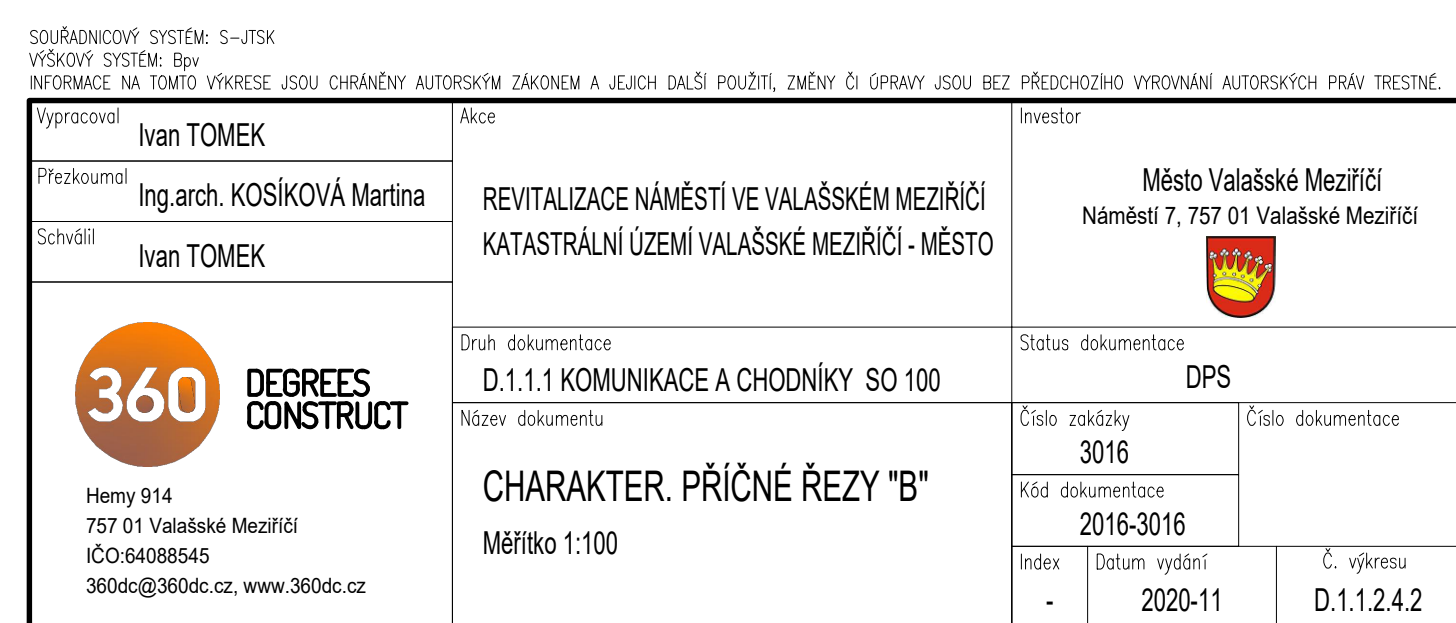 SOUŘADNICOVÝ SYSTÉM: S-JTSK
VÝŠKOVÝ SYSTÉM: Bpv
INFORMACE NA TOMTO VÝKRESE JSOU CHRÁNĚNY AUTORSKÝM ZÁKONEM A JEJICH DALŠÍ POUŽITÍ, ZMĚNY ČI ÚPRAVY JSOU BEZ PŘEDCHOZÍHO VYROVNÁNÍ AUTORSKÝCH PRÁV TRESTNÉ.
Vypracoval
Ivan TOMEK
Přezkoumal
Ing.arch. KOSÍKOVÁ Martina
Schválil
Ivan TOMEK
360 DEGREES
CONSTRUCT
Hemy 914
757 01 Valašské Meziříčí
IČO:64088545
360dc@360dc.cz, www.360dc.cz
Akce
REVITALIZACE NÁMĚSTÍ VE VALAŠSKÉM MEZIŘÍČÍ
KATASTRÁLNÍ ÚZEMÍ VALAŠSKÉ MEZIŘÍČÍ - MĚSTO
Druh dokumentace
D.1.1.1 KOMUNIKACE A CHODNÍKY SO 100
Název dokumentu
CHARAKTER. PŘÍČNÉ ŘEZY "B"
Měřítko 1:100
Investor
Město Valašské Meziříčí
Náměstí 7, 757 01 Valašské Meziříčí
Status dokumentace
DPS
Číslo zakázky
3016
Číslo dokumentace
Kód dokumentace
2016-3016
Index
-
Datum vydání
2020-11
Č. výkresu
D.1.1.2.4.2